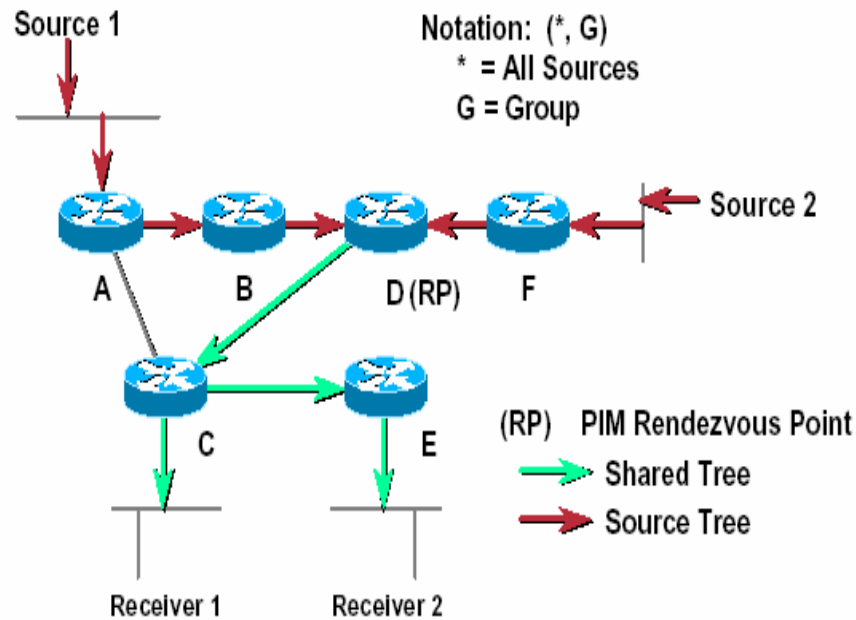 Source 1
Notation: (*, G)
* = All Sources
G = Group
Source 2
A
B
D (RP)
F
C
E
(RP) PIM Rendezvous Point
Shared Tree
Source Tree
Receiver 1
Receiver 2